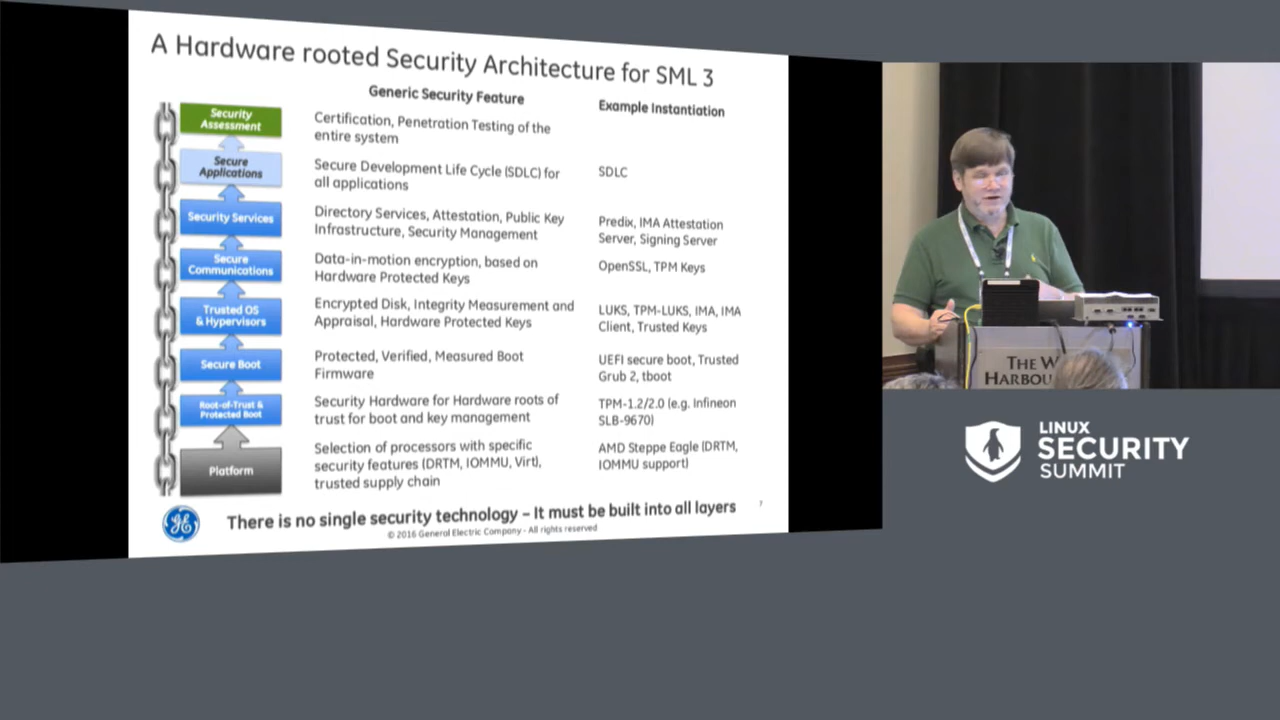 A Hardware rooted Security Architecture for SML 3
Generic Security Feature
Example Instantiation
Security
Assessment
Certification, Penetration Testing of the
entire system
Secure
Applications
Secure Development Life Cycle (SDLC) for
all applications
SDLC
Security Services
Directory Services, Attestation, Public Key
Infrastructure, Security Management
Predix, IMA Attestation
Server, Signing Server
Secure
Communications
Data-in-motion encryption, based on
Hardware Protected Keys
OpenSSL, TPM Keys
Trusted OS
& Hypervisors
Encrypted Disk, Integrity Measurement and
Appraisal, Hardware Protected Keys
LUKS, TPM-LUKS, IMA, IMA
Client, Trusted Keys
Secure Boot
Protected, Verified, Measured Boot
Firmware
UEFI secure boot, Trusted
Grub 2, tboot
Root-of-Trust &
Protected Boot
Security Hardware for Hardware roots of
trust for boot and key management
TPM-1.2/2.0 (e.g. Infineon
SLB-9670)
Platform
Selection of processors with specific
security features (DRTM, IOMMU, Virt),
trusted supply chain
AMD Steppe Eagle (DRTM,
IOMMU support)
GE
There is no single security technology – It must be built into all layers
7
© 2016 General Electric Company - All rights reserved
THE W
HARBOU
LINUX
SECURITY
SUMMIT